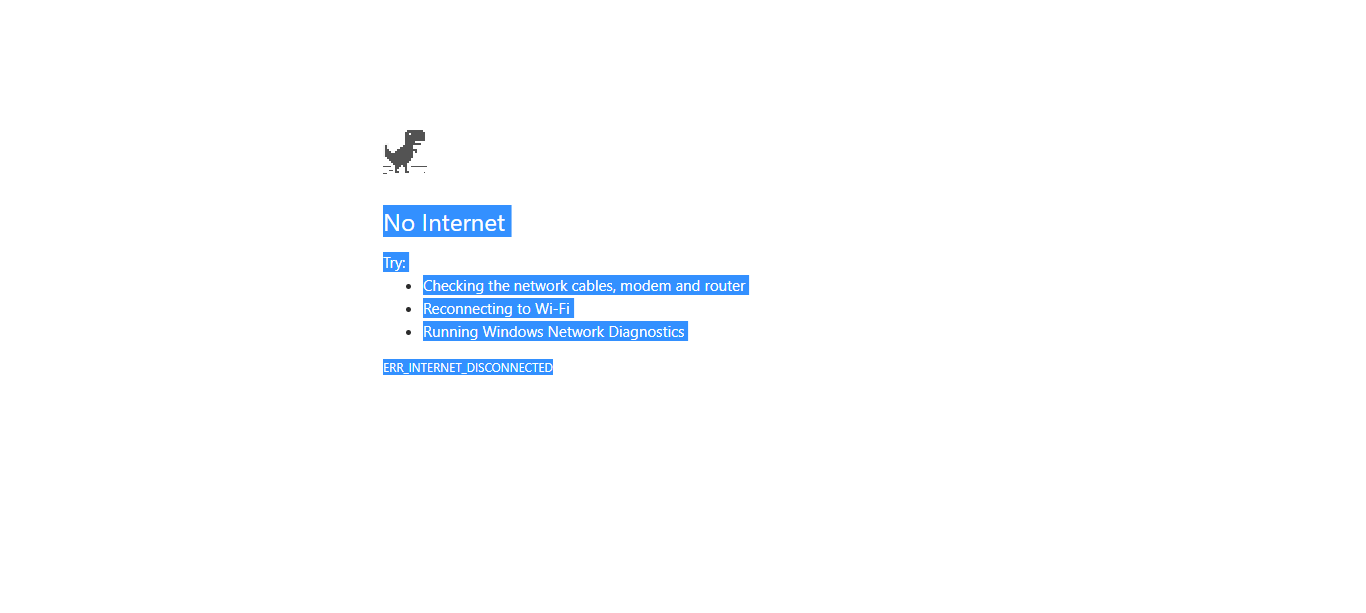 No Internet
Try:
Checking the network cables, modem and router
Reconnecting to Wi-Fi
Running Windows Network Diagnostics
ERR_INTERNET_DISCONNECTED